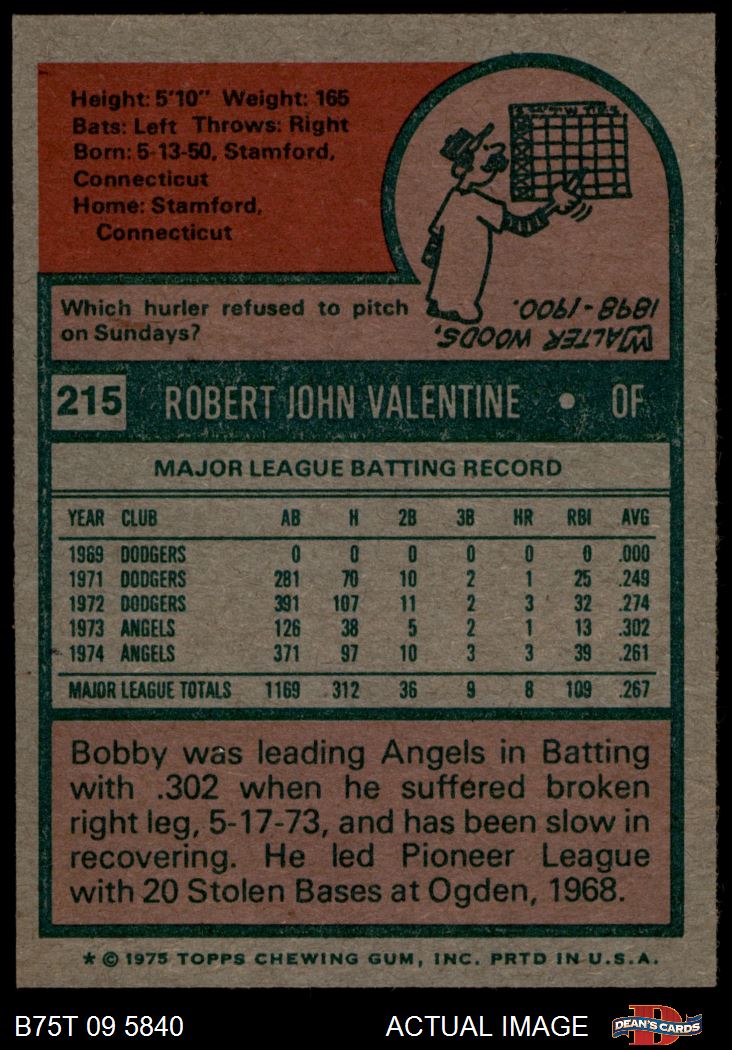 Height: 5'10" Weight: 165
Bats: Left Throws: Right
Born: 5-13-50, Stamford,
Connecticut
Home: Stamford,
Connecticut
Which hurler refused to pitch
on Sundays?
WALTER WOODS,
1898-1900.
215 ROBERT JOHN VALENTINE • OF
MAJOR LEAGUE BATTING RECORD
YEAR CLUB AB H 2B 3B HR RBI AVG
1969 DODGERS 0 0 0 0 0 0 .000
1971 DODGERS 281 70 10 2 1 25 .249
1972 DODGERS 391 107 11 2 3 32 .274
1973 ANGELS 126 38 5 2 1 13 .302
1974 ANGELS 371 97 10 3 3 39 .261
MAJOR LEAGUE TOTALS 1169 312 36 9 8 109 .267
Bobby was leading Angels in Batting
with .302 when he suffered broken
right leg, 5-17-73, and has been slow in
recovering. He led Pioneer League
with 20 Stolen Bases at Ogden, 1968.
* © 1975 TOPPS CHEWING GUM, INC. PRTD IN U.S.A.
B75T 09 5840 ACTUAL IMAGE
D
DEAN'S CARDS